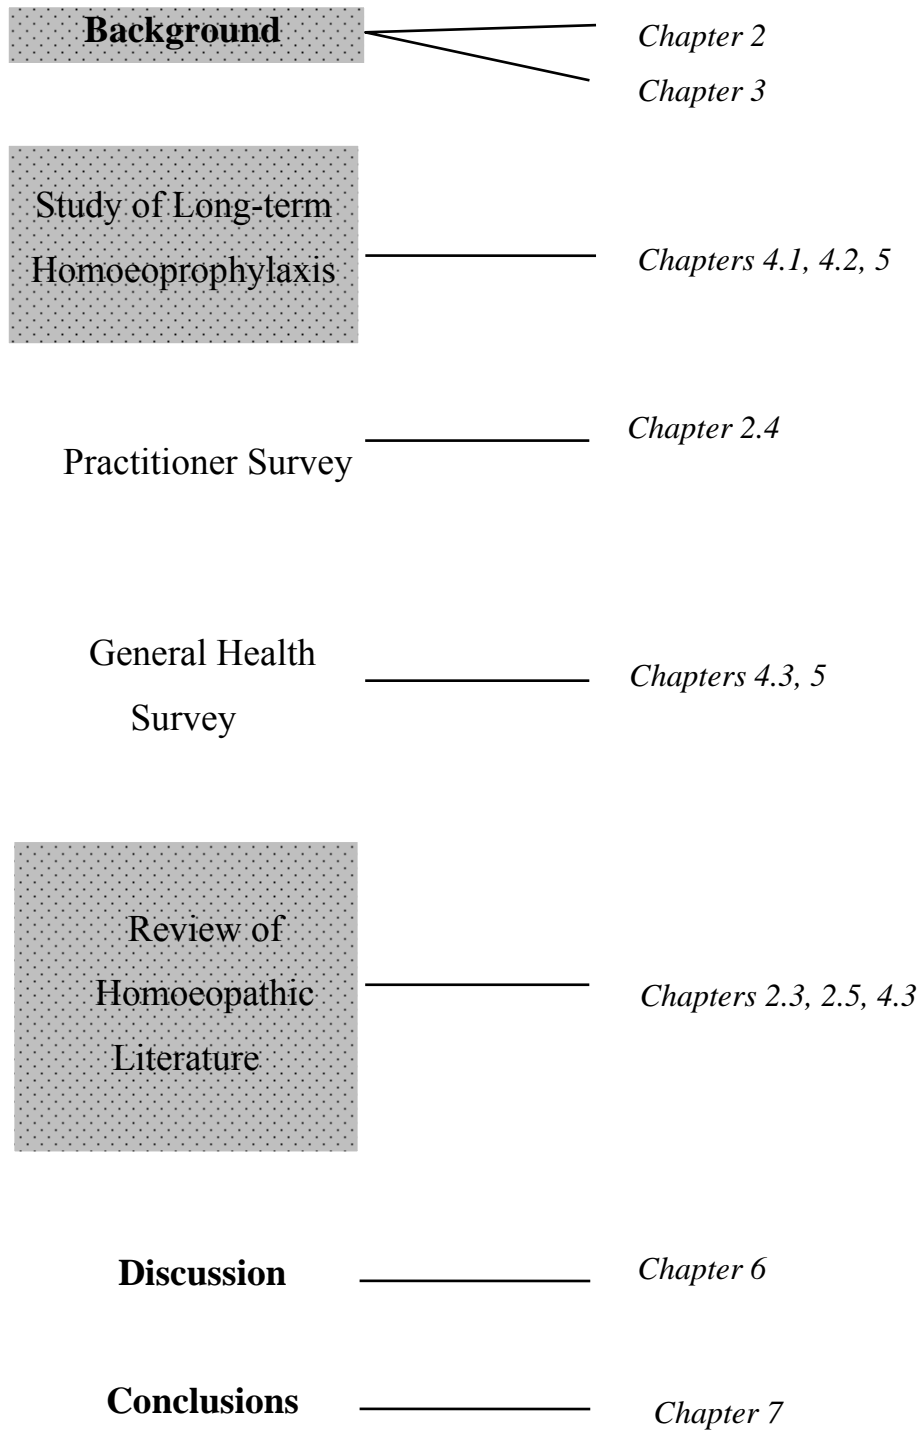 Background
Chapter 2
Chapter 3
Study of Long-term
Homoeoprophylaxis
Chapters 4.1, 4.2, 5
Practitioner Survey
Chapter 2.4
General Health
Survey
Chapters 4.3, 5
Review of
Homoeopathic
Literature
Chapters 2.3, 2.5, 4.3
Discussion
Chapter 6
Conclusions
Chapter 7